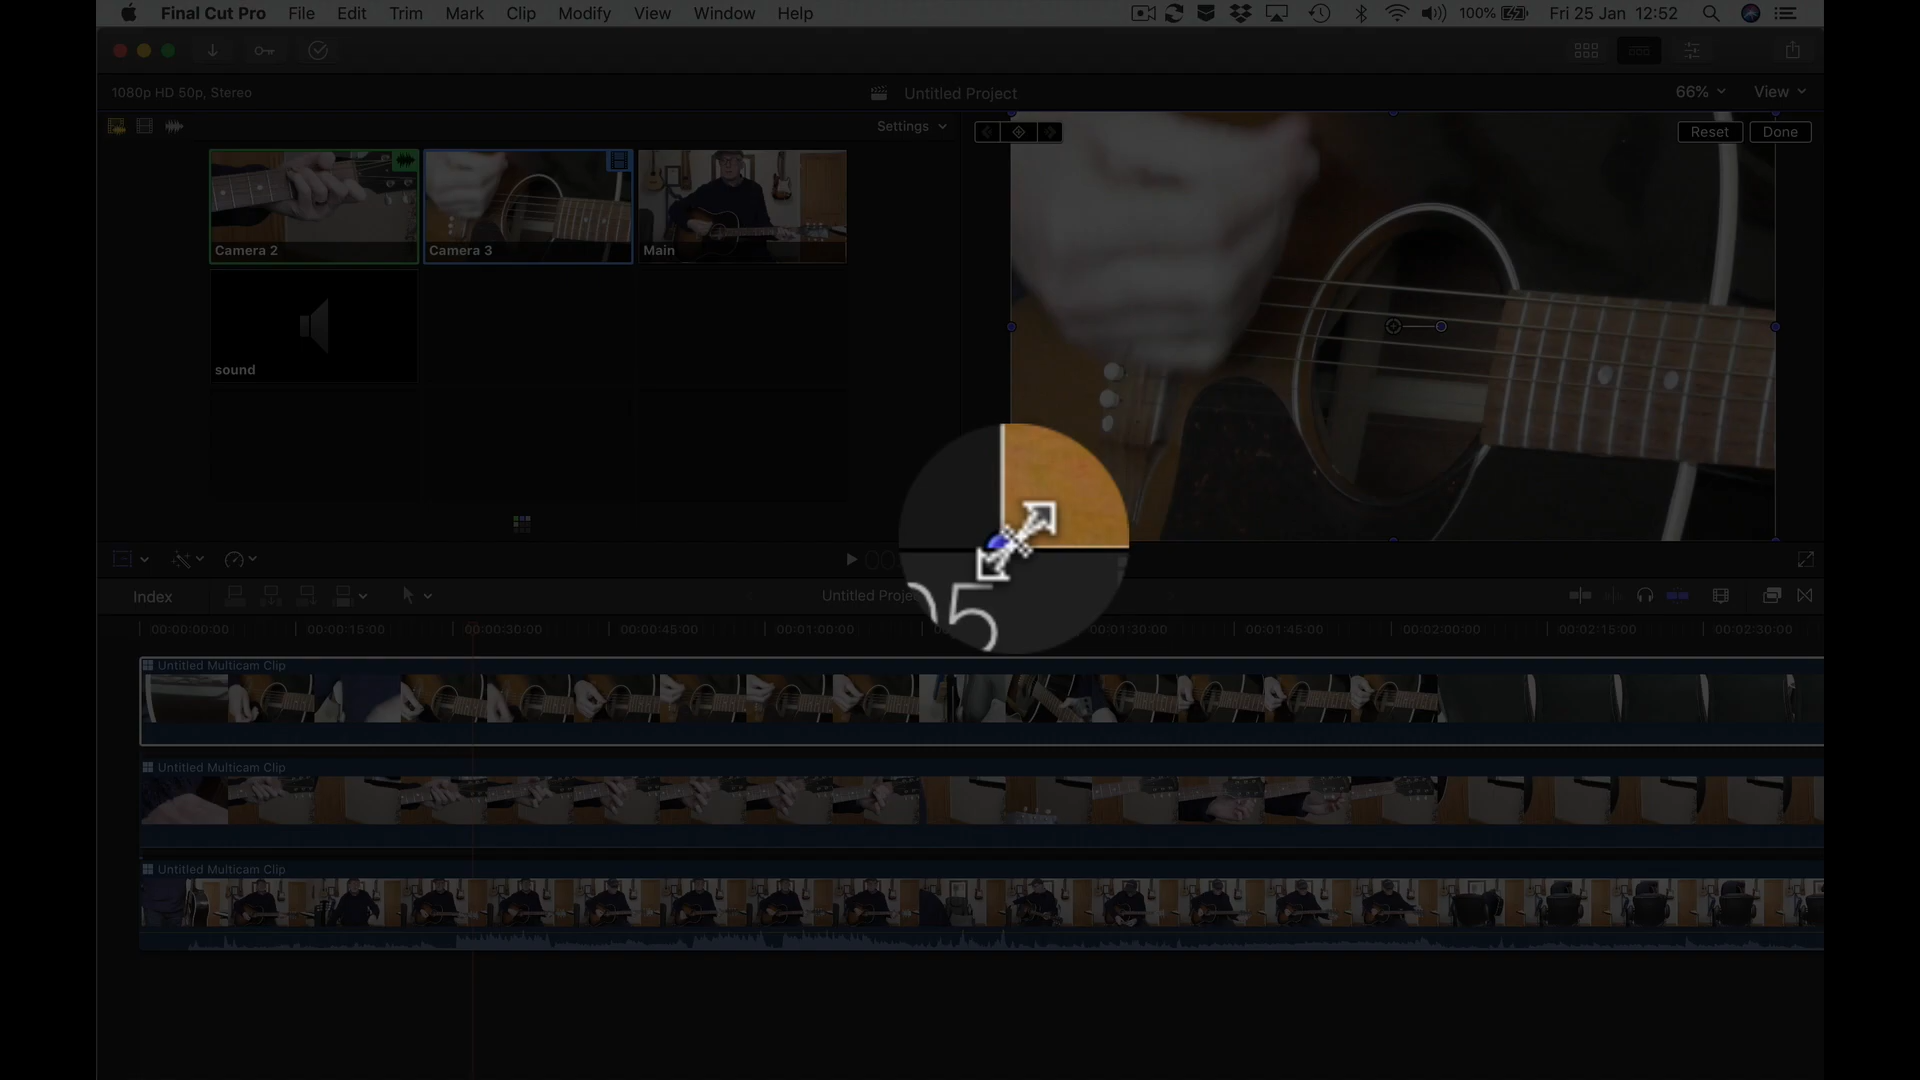 Final Cut Pro File Edit Trim Mark Clip Modify View Window Help 100% Fri 25 Jan 12:52
1080p HD 50p, Stereo Untitled Project 66% View
Settings
Reset Done
Camera 2 Camera 3 Main
sound
Index Untitled Proje
05
00:00:00:00 00:00:15:00 00:00:30:00 00:00:45:00 00:01:00:00 00:01:30:00 00:01:45:00 00:02:00:00 00:02:15:00 00:02:30:00
Untitled Multicam Clip
Untitled Multicam Clip
Untitled Multicam Clip